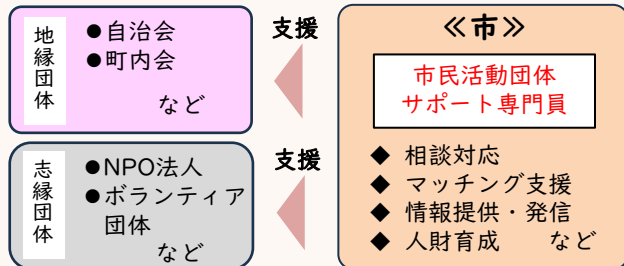 地縁団体
●自治会
●町内会
など
支援
志縁団体
●NPO法人
●ボランティア
団体
など
支援
≪市≫
市民活動団体
サポート専門員
◆ 相談対応
◆ マッチング支援
◆ 情報提供・発信
◆ 人財育成 など